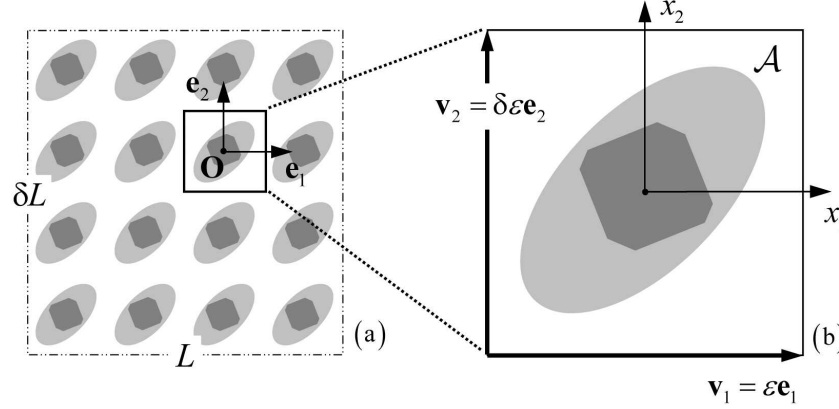 x₂
e₂
𝒜
v₂ = δεe₂
O
e₁
δL
x
L
(a)
(b)
v₁ = εe₁